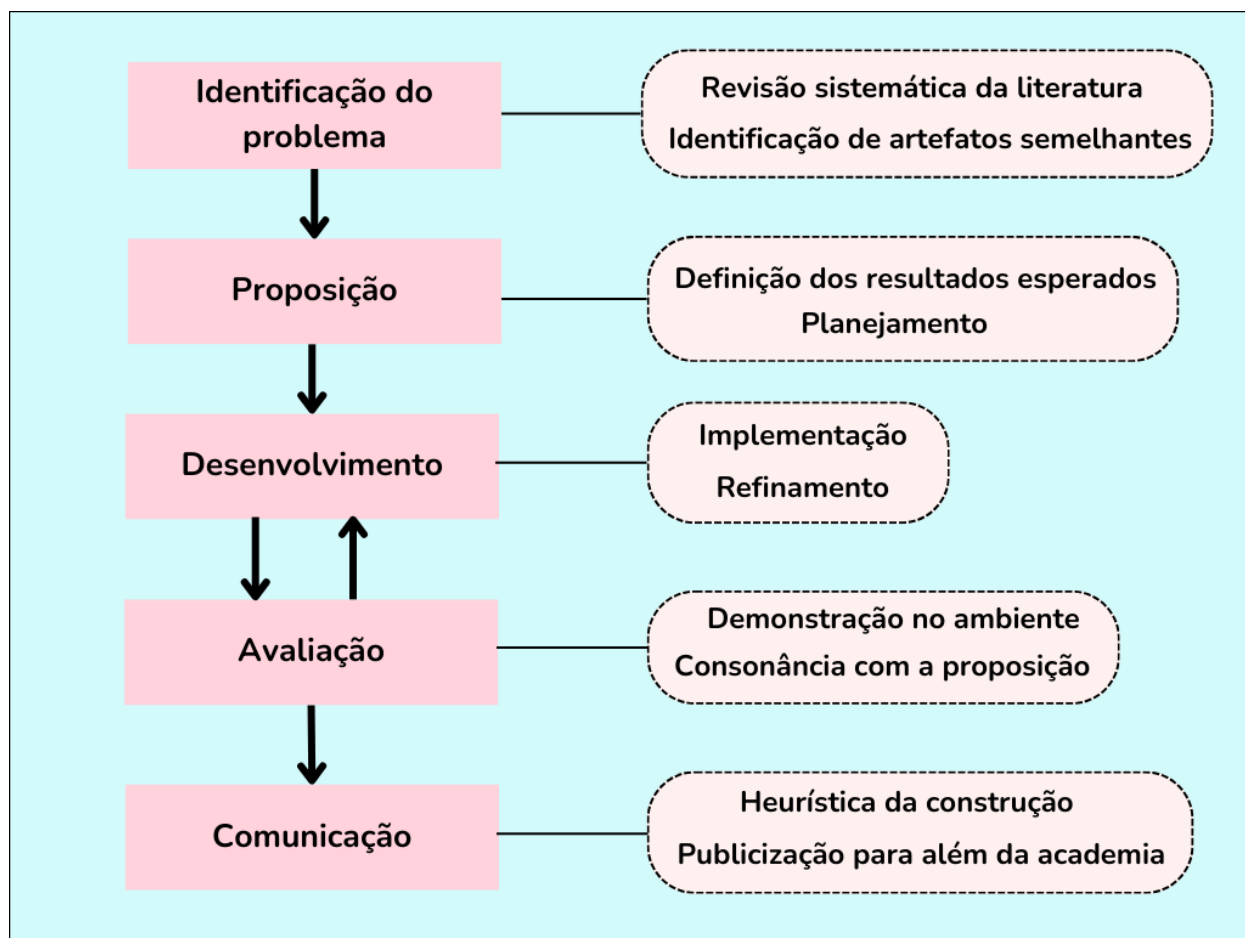 Identificação do
problema
Revisão sistemática da literatura
Identificação de artefatos semelhantes
Proposição
Definição dos resultados esperados
Planejamento
Desenvolvimento
Implementação
Refinamento
Avaliação
Demonstração no ambiente
Consonância com a proposição
Comunicação
Heurística da construção
Publicização para além da academia